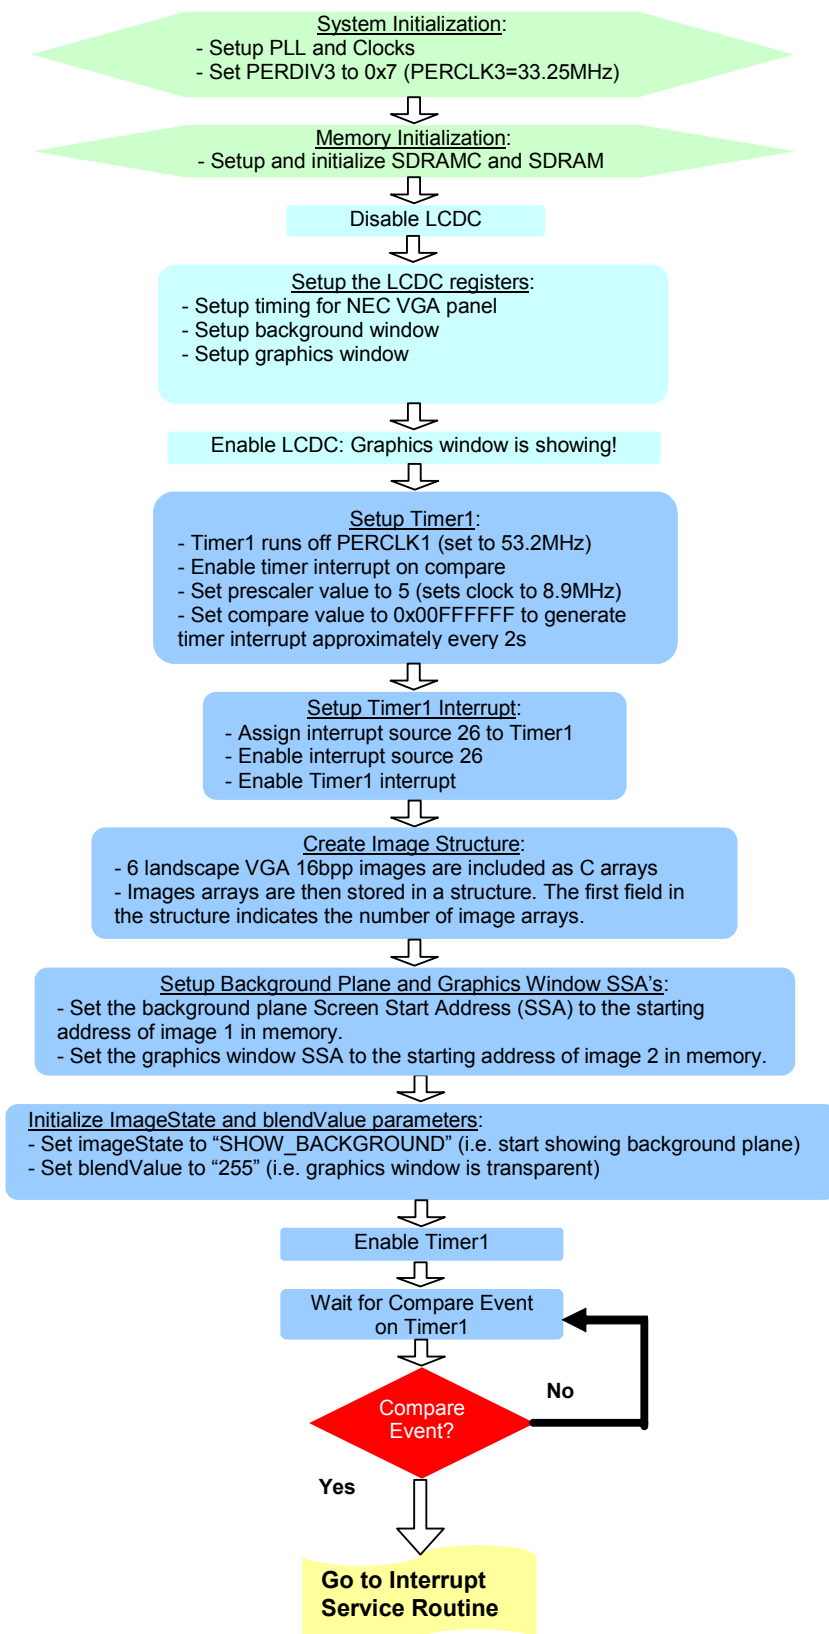 System Initialization:
- Setup PLL and Clocks
- Set PERDIV3 to 0x7 (PERCLK3=33.25MHz)
Memory Initialization:
- Setup and initialize SDRAMC and SDRAM
Disable LCDC
Setup the LCDC registers:
- Setup timing for NEC VGA panel
- Setup background window
- Setup graphics window
Enable LCDC: Graphics window is showing!
Setup Timer1:
- Timer1 runs off PERCLK1 (set to 53.2MHz)
- Enable timer interrupt on compare
- Set prescaler value to 5 (sets clock to 8.9MHz)
- Set compare value to 0x00FFFFFF to generate
timer interrupt approximately every 2s
Setup Timer1 Interrupt:
- Assign interrupt source 26 to Timer1
- Enable interrupt source 26
- Enable Timer1 interrupt
Create Image Structure:
- 6 landscape VGA 16bpp images are included as C arrays
- Images arrays are then stored in a structure. The first field in
the structure indicates the number of image arrays.
Setup Background Plane and Graphics Window SSA's:
- Set the background plane Screen Start Address (SSA) to the starting
address of image 1 in memory.
- Set the graphics window SSA to the starting address of image 2 in memory.
Initialize ImageState and blendValue parameters:
- Set imageState to “SHOW_BACKGROUND” (i.e. start showing background plane)
- Set blendValue to “255” (i.e. graphics window is transparent)
Enable Timer1
Wait for Compare Event
on Timer1
Compare
Event?
No
Yes
Go to Interrupt
Service Routine